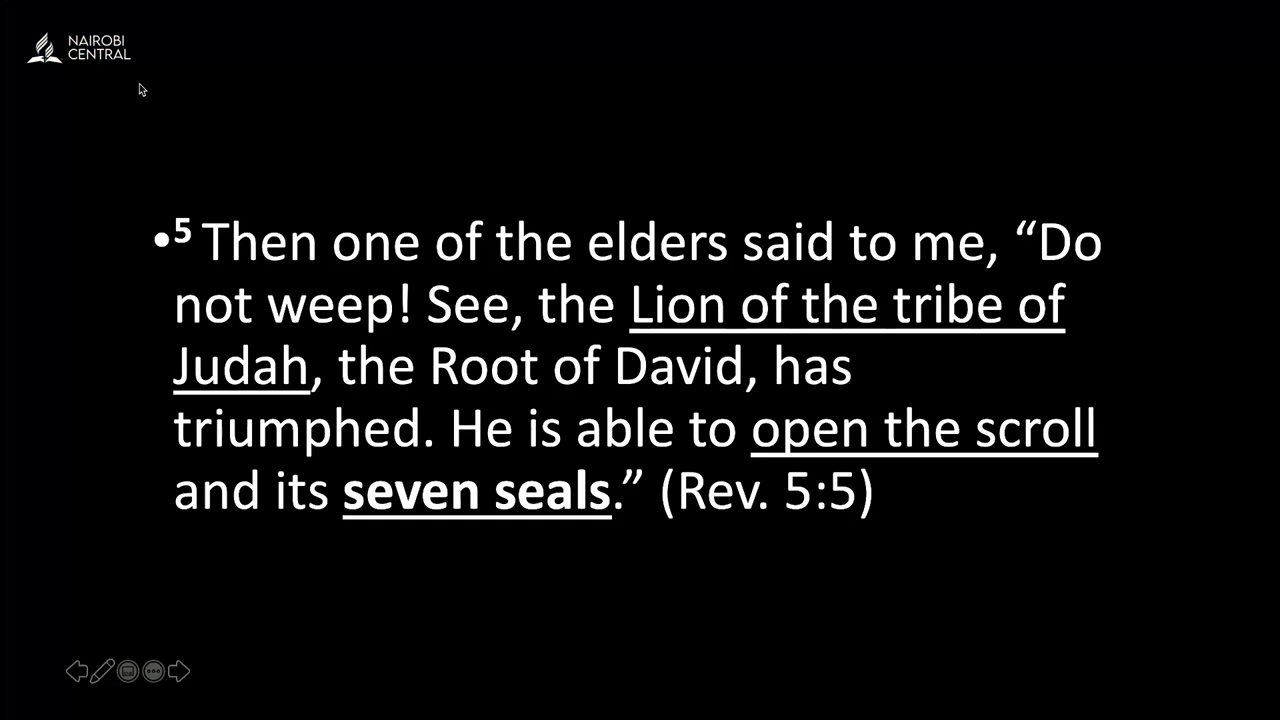 NAIROBI
CENTRAL
•5 Then one of the elders said to me, “Do
not weep! See, the Lion of the tribe of
Judah, the Root of David, has
triumphed. He is able to open the scroll
and its seven seals.” (Rev. 5:5)